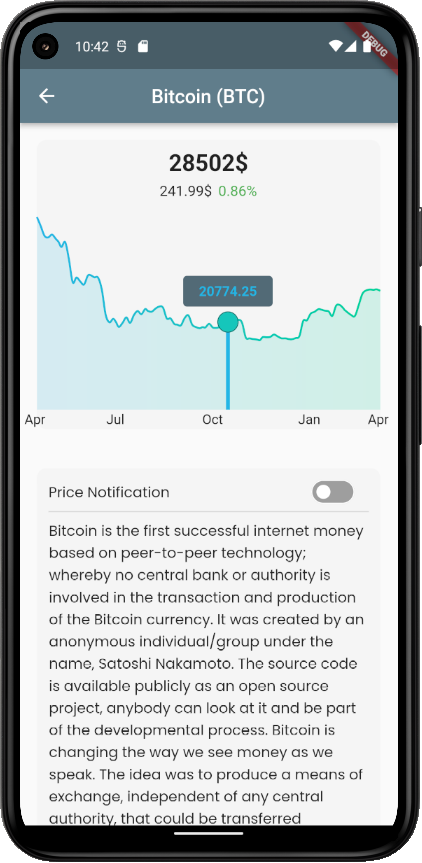 10:42
DEBUG
Bitcoin (BTC)
28502$
241.99$ 0.86%
20774.25
Apr Jul Oct Jan Apr
Price Notification
Bitcoin is the first successful internet money
based on peer-to-peer technology;
whereby no central bank or authority is
involved in the transaction and production
of the Bitcoin currency. It was created by an
anonymous individual/group under the
name, Satoshi Nakamoto. The source code
is available publicly as an open source
project, anybody can look at it and be part
of the developmental process. Bitcoin is
changing the way we see money as we
speak. The idea was to produce a means of
exchange, independent of any central
authority, that could be transferred